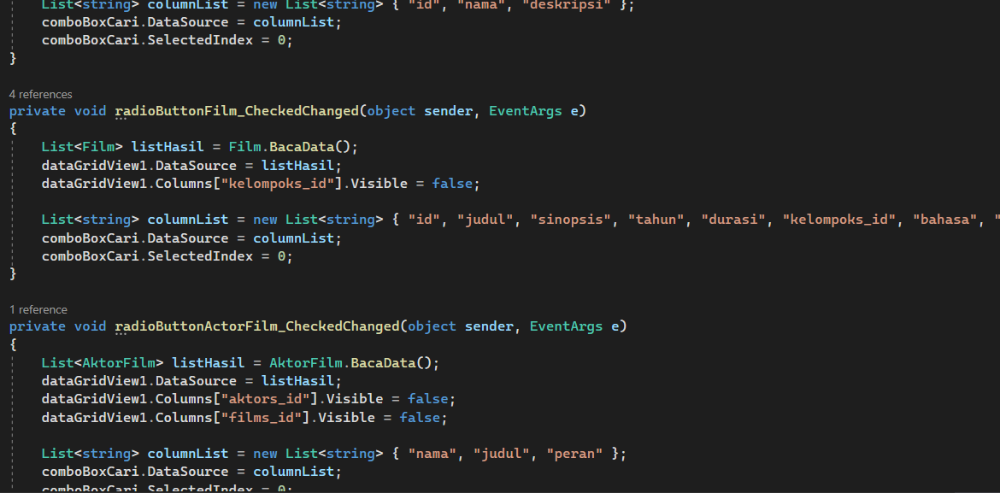 List<string> columnList = new List<string> { "id", "nama", "deskripsi" };
comboBoxCari.DataSource = columnList;
comboBoxCari.SelectedIndex = 0;
}
4 references
private void radioButtonFilm_CheckedChanged(object sender, EventArgs e)
{
List<Film> listHasil = Film.BacaData();
dataGridView1.DataSource = listHasil;
dataGridView1.Columns["kelompoks_id"].Visible = false;
List<string> columnList = new List<string> { "id", "judul", "sinopsis", "tahun", "durasi", "kelompoks_id", "bahasa", "
comboBoxCari.DataSource = columnList;
comboBoxCari.SelectedIndex = 0;
}
1 reference
private void radioButtonActorFilm_CheckedChanged(object sender, EventArgs e)
{
List<AktorFilm> listHasil = AktorFilm.BacaData();
dataGridView1.DataSource = listHasil;
dataGridView1.Columns["aktors_id"].Visible = false;
dataGridView1.Columns["films_id"].Visible = false;
List<string> columnList = new List<string> { "nama", "judul", "peran" };
comboBoxCari.DataSource = columnList;
comboBoxCari.SelectedIndex = 0;